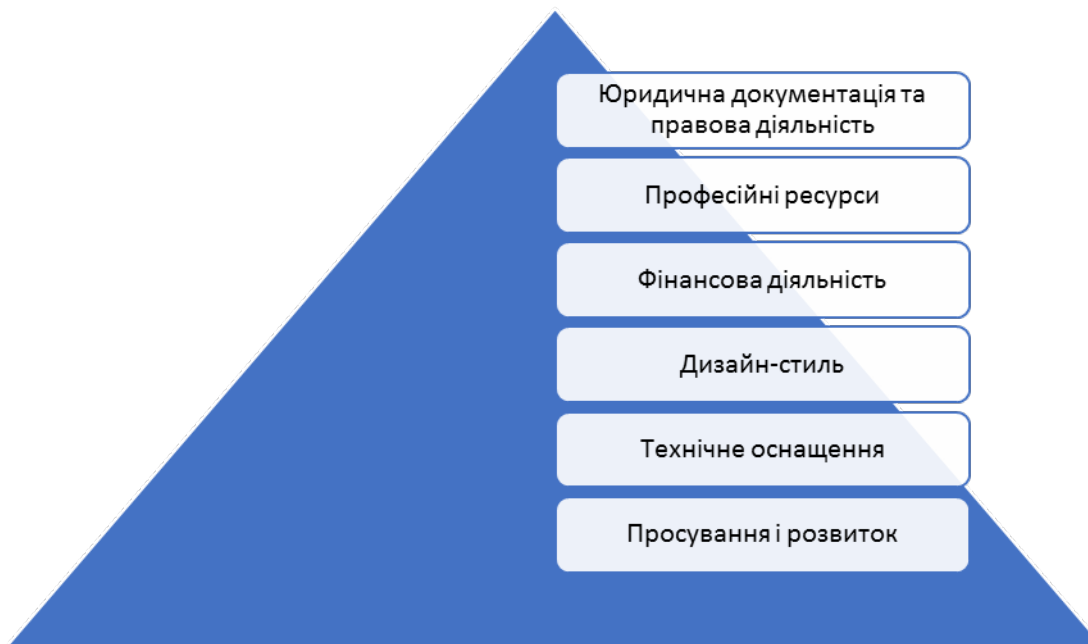 Юридична документація та
правова діяльність
Професійні ресурси
Фінансова діяльність
Дизайн-стиль
Технічне оснащення
Просування і розвиток